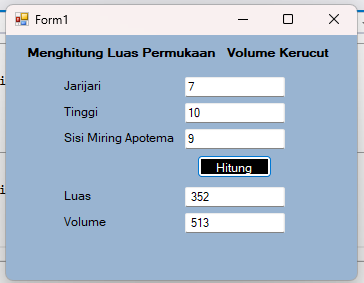 Form1
Menghitung Luas Permukaan Volume Kerucut
Jarijari 7
Tinggi 10
Sisi Miring Apotema 9
Hitung
Luas 352
Volume 513